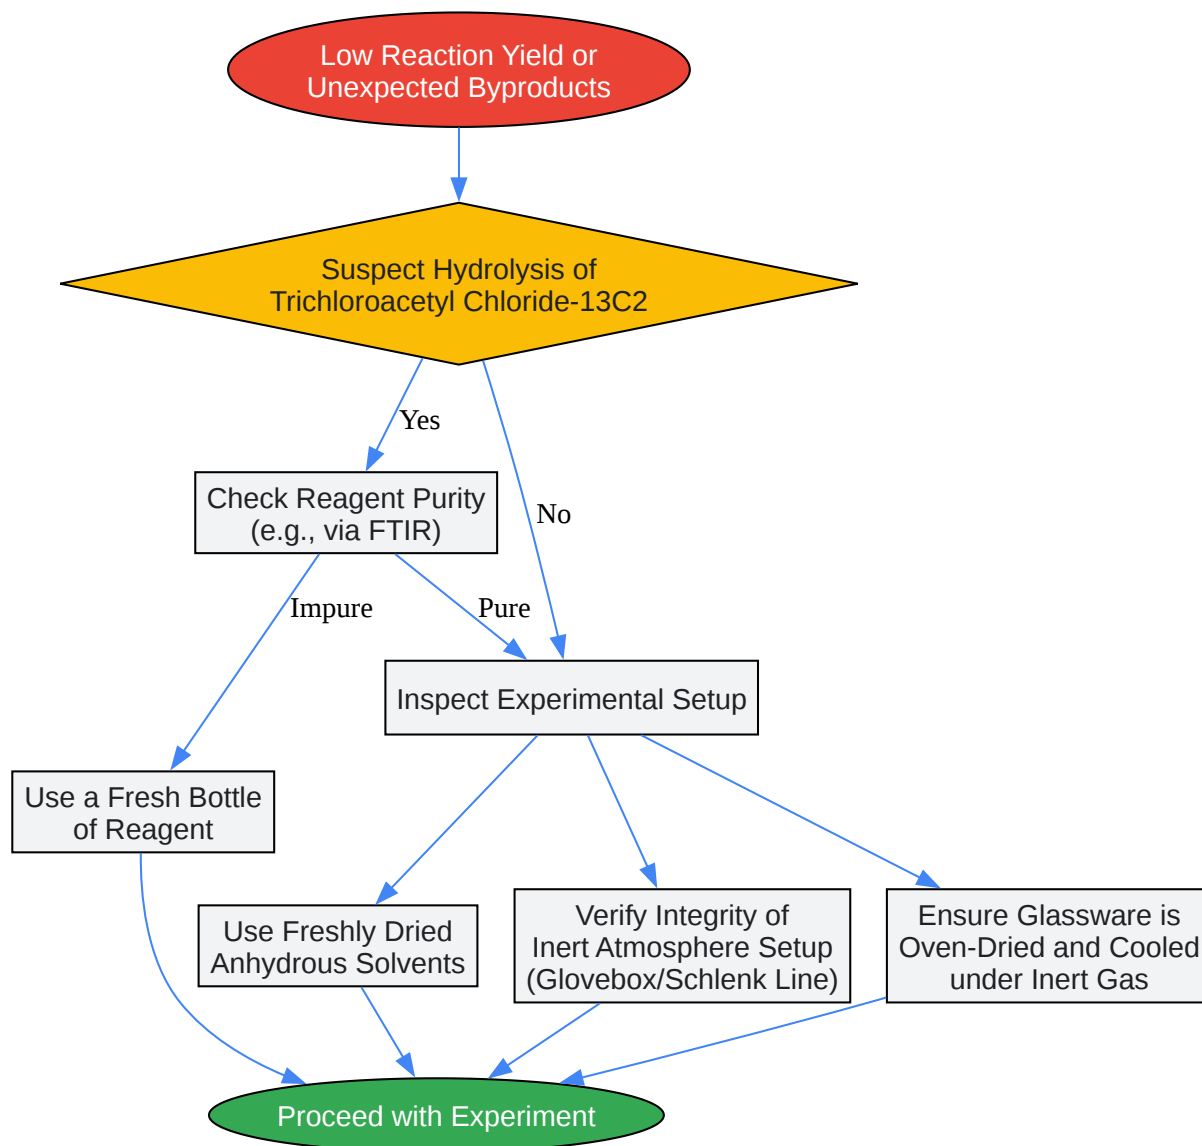 Low Reaction Yield or
Unexpected Byproducts
Suspect Hydrolysis of
Trichloroacetyl Chloride-13C2
Yes
No
Check Reagent Purity
(e.g., via FTIR)
Impure
Pure
Inspect Experimental Setup
Use a Fresh Bottle
of Reagent
Use Freshly Dried
Anhydrous Solvents
Verify Integrity of
Inert Atmosphere Setup
(Glovebox/Schlenk Line)
Ensure Glassware is
Oven-Dried and Cooled
under Inert Gas
Proceed with Experiment